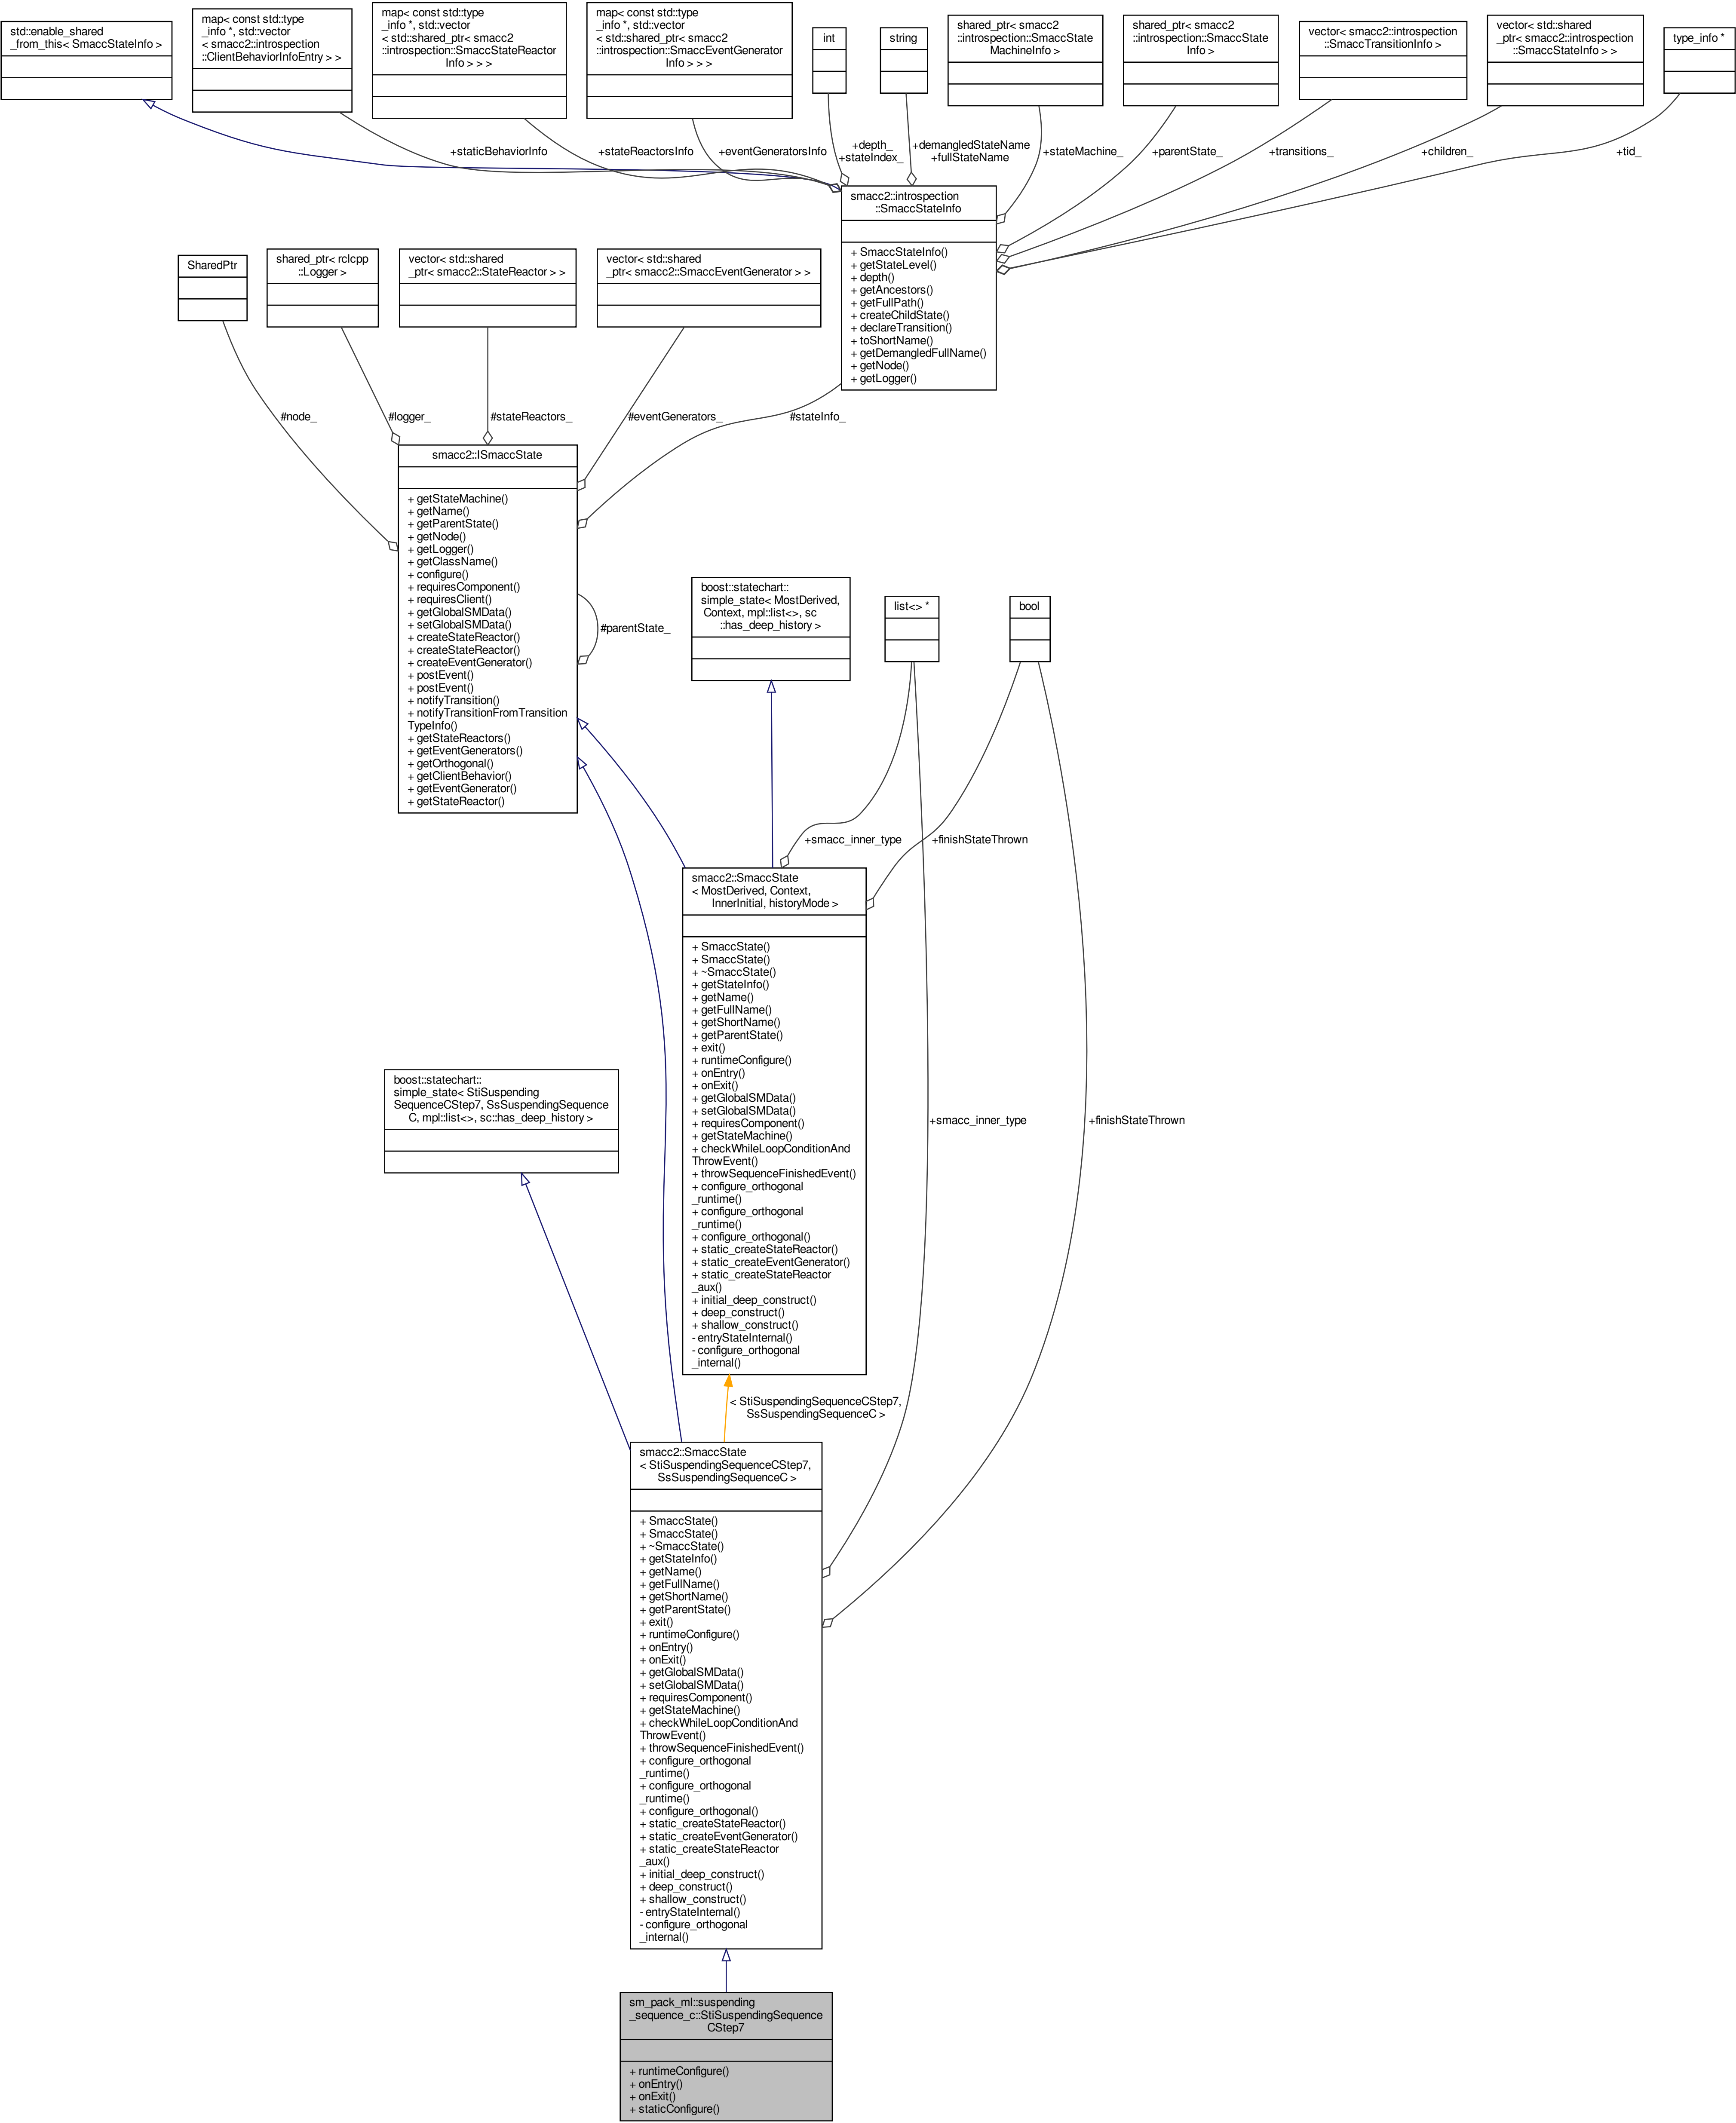 std::enable_shared
_from_this< SmaccStateInfo >
map< const std::type
_info *, std::vector
< smacc2::introspection
::ClientBehaviorInfoEntry > >
map< const std::type
_info *, std::vector
< std::shared_ptr< smacc2
::introspection::SmaccStateReactor
Info > > >
map< const std::type
_info *, std::vector
< std::shared_ptr< smacc2
::introspection::SmaccEventGenerator
Info > > >
int
string
shared_ptr< smacc2
::introspection::SmaccState
MachineInfo >
shared_ptr< smacc2
::introspection::SmaccState
Info >
vector< smacc2::introspection
::SmaccTransitionInfo >
vector< std::shared
_ptr< smacc2::introspection
::SmaccStateInfo > >
type_info *
+staticBehaviorInfo
+stateReactorsInfo
+eventGeneratorsInfo
+depth_
+stateIndex_
+demangledStateName
+fullStateName
+stateMachine_
+parentState_
+transitions_
+children_
+tid_
smacc2::introspection
::SmaccStateInfo
+ SmaccStateInfo()
+ getStateLevel()
+ depth()
+ getAncestors()
+ getFullPath()
+ createChildState()
+ declareTransition()
+ toShortName()
+ getDemangledFullName()
+ getNode()
+ getLogger()
SharedPtr
shared_ptr< rclcpp
::Logger >
vector< std::shared
_ptr< smacc2::StateReactor > >
vector< std::shared
_ptr< smacc2::SmaccEventGenerator > >
#node_
#logger_
#stateReactors_
#eventGenerators_
#stateInfo_
smacc2::ISmaccState
+ getStateMachine()
+ getName()
+ getParentState()
+ getNode()
+ getLogger()
+ getClassName()
+ configure()
+ requiresComponent()
+ requiresClient()
+ getGlobalSMData()
+ setGlobalSMData()
+ createStateReactor()
+ createStateReactor()
+ createEventGenerator()
+ postEvent()
+ postEvent()
+ notifyTransition()
+ notifyTransitionFromTransition
TypeInfo()
+ getStateReactors()
+ getEventGenerators()
+ getOrthogonal()
+ getClientBehavior()
+ getEventGenerator()
+ getStateReactor()
#parentState_
boost::statechart::
simple_state< MostDerived,
Context, mpl::list<>, sc
::has_deep_history >
list<> *
bool
+smacc_inner_type
+finishStateThrown
smacc2::SmaccState
< MostDerived, Context,
InnerInitial, historyMode >
+ SmaccState()
+ SmaccState()
+ ~SmaccState()
+ getStateInfo()
+ getName()
+ getFullName()
+ getShortName()
+ getParentState()
+ exit()
+ runtimeConfigure()
+ onEntry()
+ onExit()
+ getGlobalSMData()
+ setGlobalSMData()
+ requiresComponent()
+ getStateMachine()
+ checkWhileLoopConditionAnd
ThrowEvent()
+ throwSequenceFinishedEvent()
+ configure_orthogonal
_runtime()
+ configure_orthogonal
_runtime()
+ configure_orthogonal()
+ static_createStateReactor()
+ static_createEventGenerator()
+ static_createStateReactor
_aux()
+ initial_deep_construct()
+ deep_construct()
+ shallow_construct()
- entryStateInternal()
- configure_orthogonal
_internal()
boost::statechart::
simple_state< StiSuspending
SequenceCStep7, SsSuspendingSequence
C, mpl::list<>, sc::has_deep_history >
+smacc_inner_type
+finishStateThrown
< StiSuspendingSequenceCStep7,
SsSuspendingSequenceC >
smacc2::SmaccState
< StiSuspendingSequenceCStep7,
SsSuspendingSequenceC >
+ SmaccState()
+ SmaccState()
+ ~SmaccState()
+ getStateInfo()
+ getName()
+ getFullName()
+ getShortName()
+ getParentState()
+ exit()
+ runtimeConfigure()
+ onEntry()
+ onExit()
+ getGlobalSMData()
+ setGlobalSMData()
+ requiresComponent()
+ getStateMachine()
+ checkWhileLoopConditionAnd
ThrowEvent()
+ throwSequenceFinishedEvent()
+ configure_orthogonal
_runtime()
+ configure_orthogonal
_runtime()
+ configure_orthogonal()
+ static_createStateReactor()
+ static_createEventGenerator()
+ static_createStateReactor
_aux()
+ initial_deep_construct()
+ deep_construct()
+ shallow_construct()
- entryStateInternal()
- configure_orthogonal
_internal()
sm_pack_ml::suspending
_sequence_c::StiSuspendingSequence
CStep7
+ runtimeConfigure()
+ onEntry()
+ onExit()
+ staticConfigure()